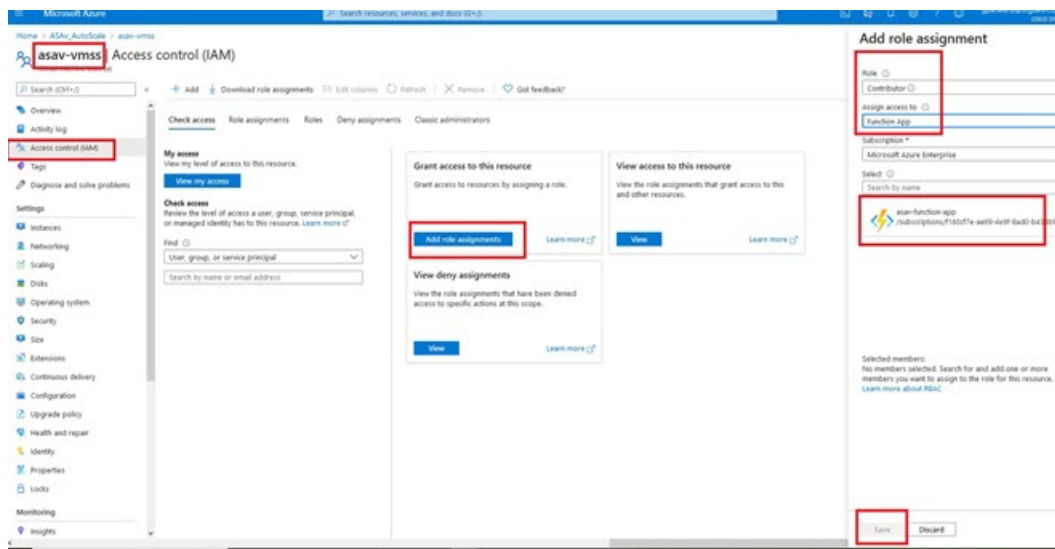 Microsoft Azure
Search resources, services, and docs (G+/)
Home > ASAv_AutoScale > asav-vmss
asav-vmss | Access control (IAM)
Search (Ctrl+/)
Overview
Activity log
Access control (IAM)
Tags
Diagnose and solve problems
Settings
Instances
Networking
Scaling
Disks
Operating system
Security
Size
Extensions
Continuous delivery
Configuration
Upgrade policy
Health and repair
Identity
Properties
Locks
Monitoring
Insights
Add Download role assignments Edit columns Refresh Remove Got feedback?
Check access Role assignments Roles Deny assignments Classic administrators
My access
View my level of access to this resource.
View my access
Check access
Review the level of access a user, group, service principal,
or managed identity has to this resource. Learn more
Find
User, group, or service principal
Search by name or email address
Grant access to this resource
Grant access to resources by assigning a role.
Add role assignments Learn more
View access to this resource
View the role assignments that grant access to this
and other resources.
View Learn more
View deny assignments
View the role assignments that have been denied
access to specific actions at this scope.
View Learn more
Add role assignment
Role
Contributor
Assign access to
Function App
Subscription *
Microsoft Azure Enterprise
Select
Search by name
asav-function-app
Selected members:
No members selected. Search for and add one or more
members you want to assign to the role for this resource.
Learn more about RBAC
Save Discard